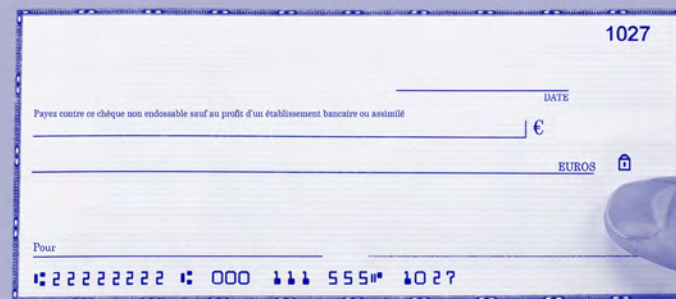 1027
DATE
Payez contre ce chèque non endossable sauf au profit d'un établissement bancaire ou assimilé
€
EUROS
Pour
⑆22222222⑆ 000 111 555⑈ 1027